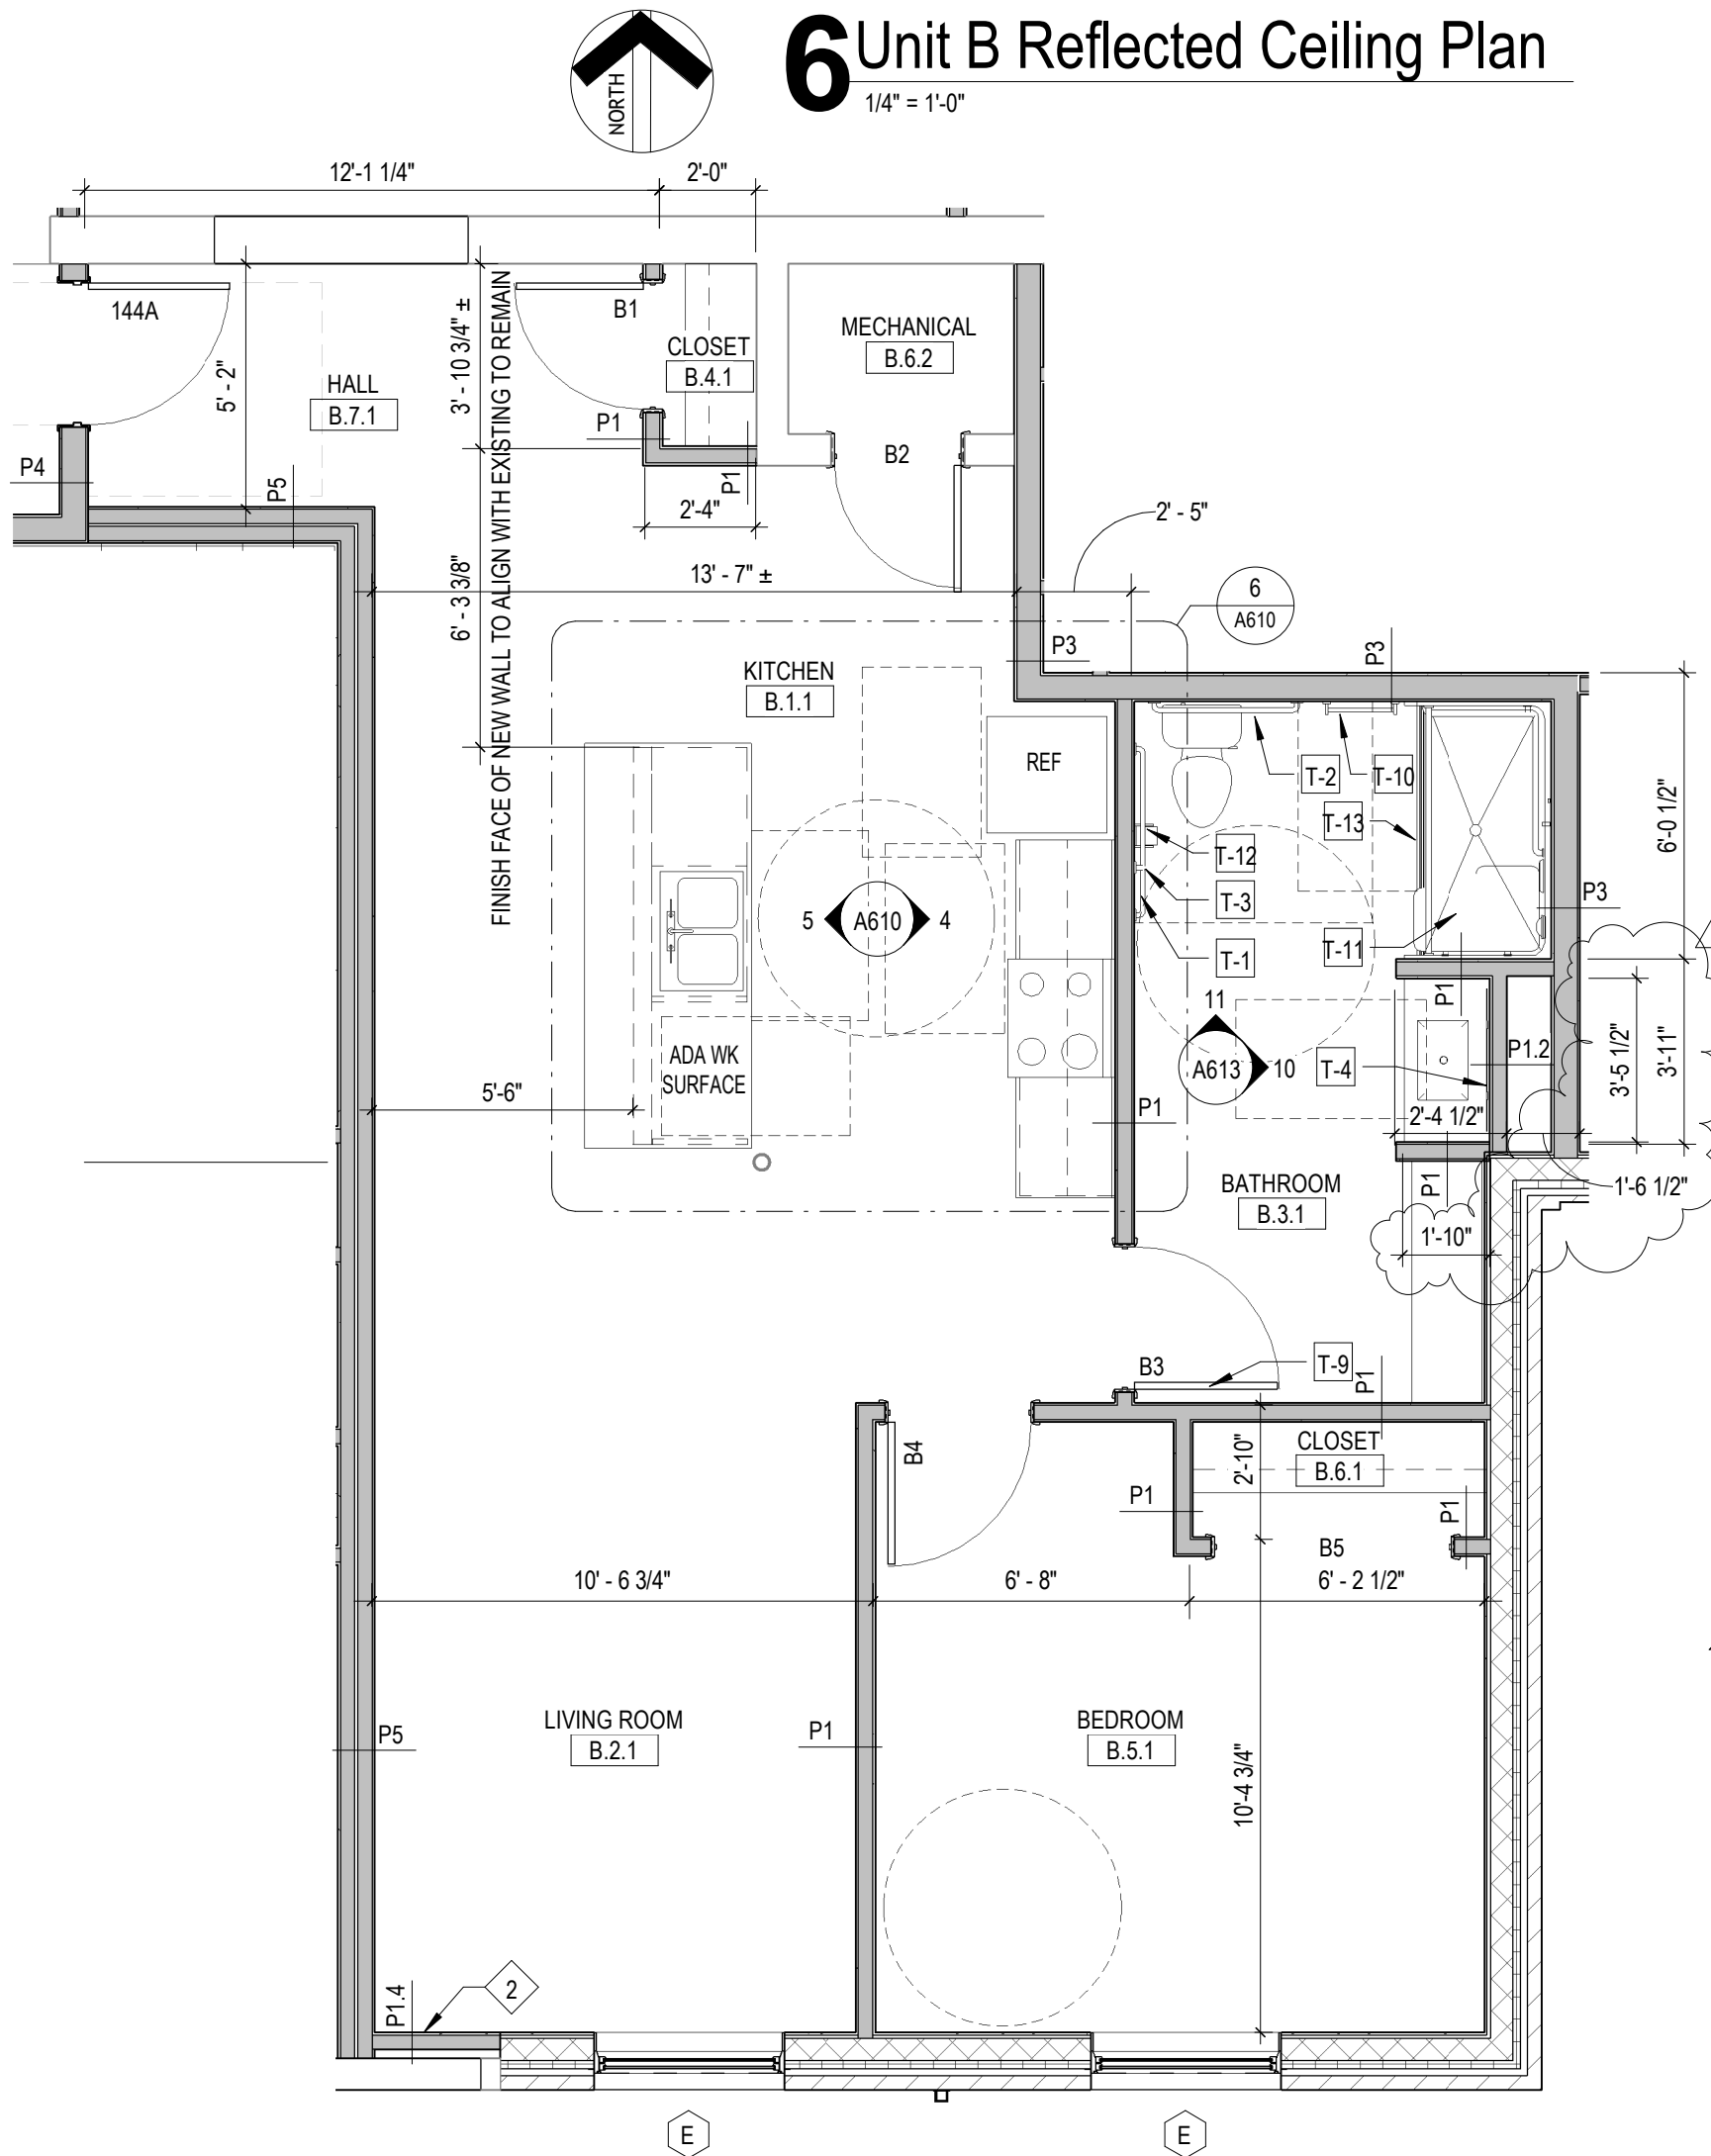 6 Unit B Reflected Ceiling Plan
1/4" = 1'-0"
NORTH
12'-1 1/4"
2'-0"
144A
B1
CLOSET
B.4.1
MECHANICAL
B.6.2
HALL
B.7.1
5' - 2"
3' - 10 3/4" ±
FINISH FACE OF NEW WALL TO ALIGN WITH EXISTING TO REMAIN
P1
B2
P4
P5
P1
2'-4"
2' - 5"
13' - 7" ±
6
A610
6' - 3 3/8"
P3
P3
KITCHEN
B.1.1
REF
T-2
T-10
T-13
6'-0 1/2"
T-12
T-3
P3
5
A610
4
T-1
T-11
P1
11
ADA WK
SURFACE
A613
10
T-4
P1.2
3'-5 1/2"
3'-11"
5'-6"
P1
2'-4 1/2"
BATHROOM
B.3.1
P1
1'-6 1/2"
1'-10"
B3
T-9
P1
B4
CLOSET
B.6.1
2'-10"
P1
P1
B5
10' - 6 3/4"
6' - 8"
6' - 2 1/2"
LIVING ROOM
B.2.1
P5
P1
BEDROOM
B.5.1
10'-4 3/4"
P1.4
2
E
E